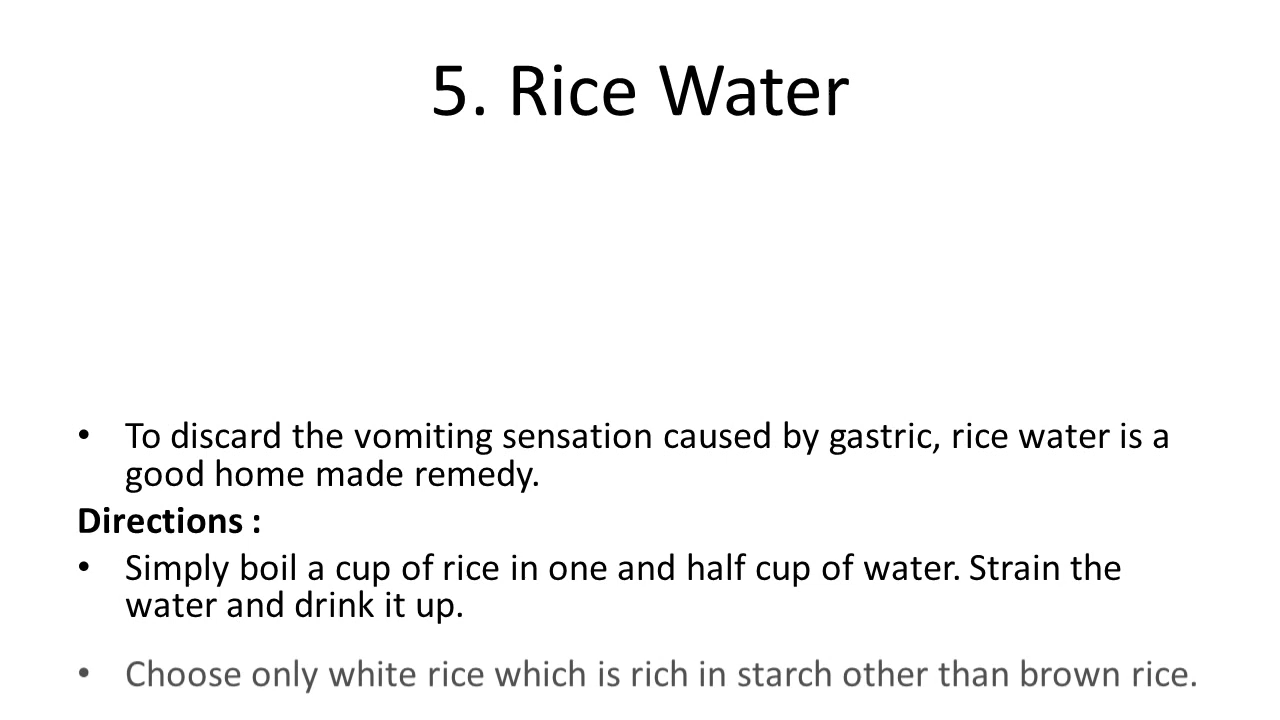 5. Rice Water
• To discard the vomiting sensation caused by gastric, rice water is a
good home made remedy.
Directions :
• Simply boil a cup of rice in one and half cup of water. Strain the
water and drink it up.
• Choose only white rice which is rich in starch other than brown rice.